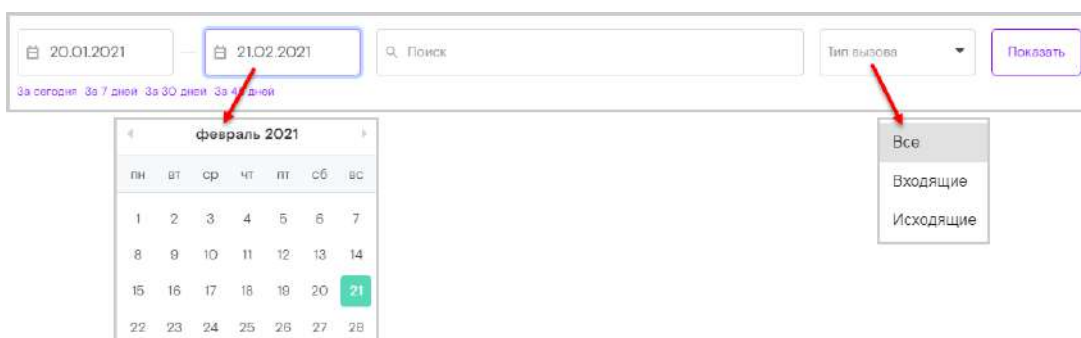 20.01.2021 — 21.02.2021 Поиск Тип вызова Показать
За сегодня За 7 дней За 30 дней За дней
февраль 2021
пн вт ср чт пт сб вс
1 2 3 4 5 6 7
8 9 10 11 12 13 14
15 16 17 18 19 20 21
22 23 24 25 26 27 28
Все
Входящие
Исходящие